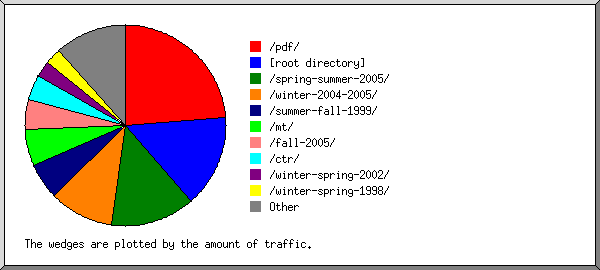 /pdf/
[root directory]
/spring-summer-2005/
/winter-2004-2005/
/summer-fall-1999/
/mt/
/fall-2005/
/ctr/
/winter-spring-2002/
/winter-spring-1998/
Other
The wedges are plotted by the amount of traffic.